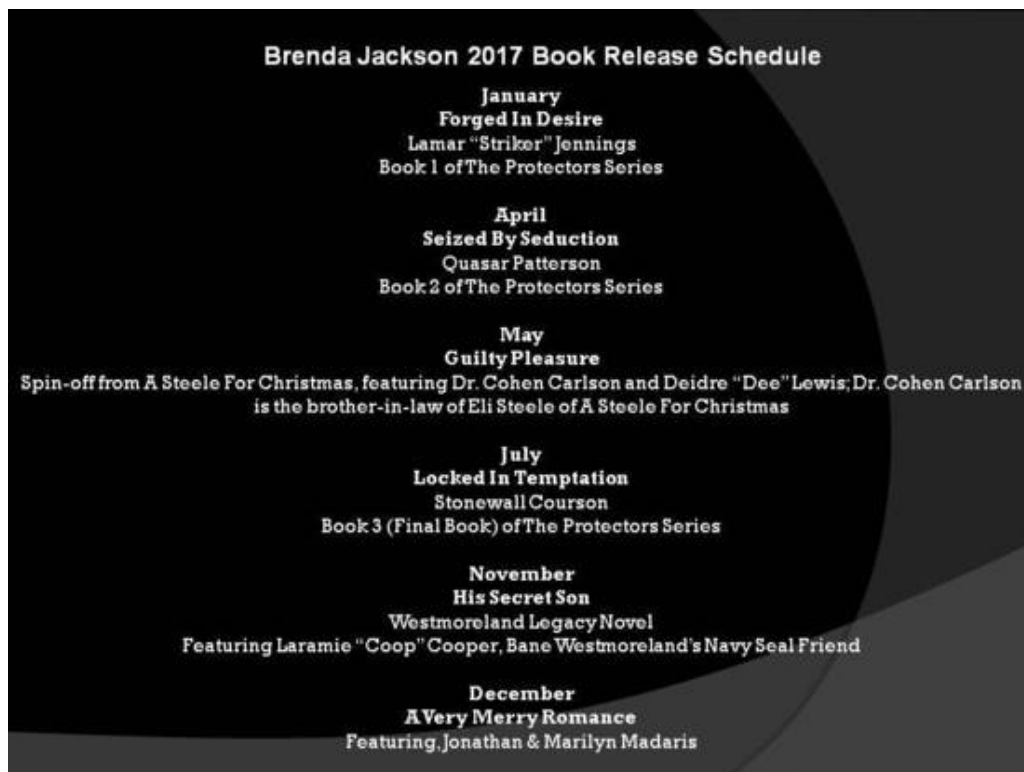 Brenda Jackson 2017 Book Release Schedule
January
Forged In Desire
Lamar “Striker” Jennings
Book 1 of The Protectors Series
April
Seized By Seduction
Quasar Patterson
Book 2 of The Protectors Series
May
Guilty Pleasure
Spin-off from A Steele For Christmas, featuring Dr. Cohen Carlson and Deidre “Dee” Lewis; Dr. Cohen Carlson
is the brother-in-law of Eli Steele of A Steele For Christmas
July
Locked In Temptation
Stonewall Courson
Book 3 (Final Book) of The Protectors Series
November
His Secret Son
Westmoreland Legacy Novel
Featuring Laramie “Coop” Cooper, Bane Westmoreland’s Navy Seal Friend
December
A Very Merry Romance
Featuring, Jonathan & Marilyn Madaris